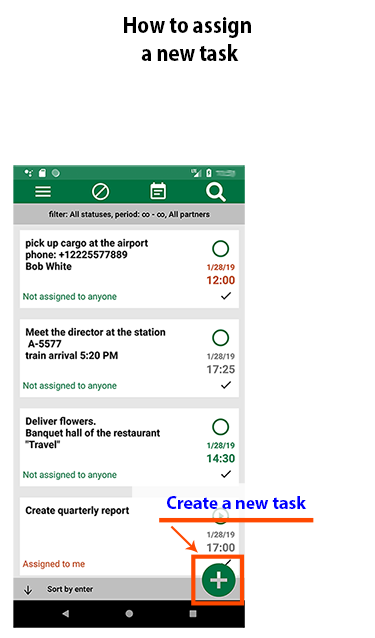 How to assign
a new task
filter: All statuses, period: ∞ - ∞, All partners
pick up cargo at the airport
phone: +12225577889
Bob White
1/28/19
12:00
Not assigned to anyone
Meet the director at the station
A-5577
train arrival 5:20 PM
1/28/19
17:25
Not assigned to anyone
Deliver flowers.
Banquet hall of the restaurant
"Travel"
1/28/19
14:30
Not assigned to anyone
Create a new task
Create quarterly report
1/28/19
17:00
Assigned to me
Sort by enter